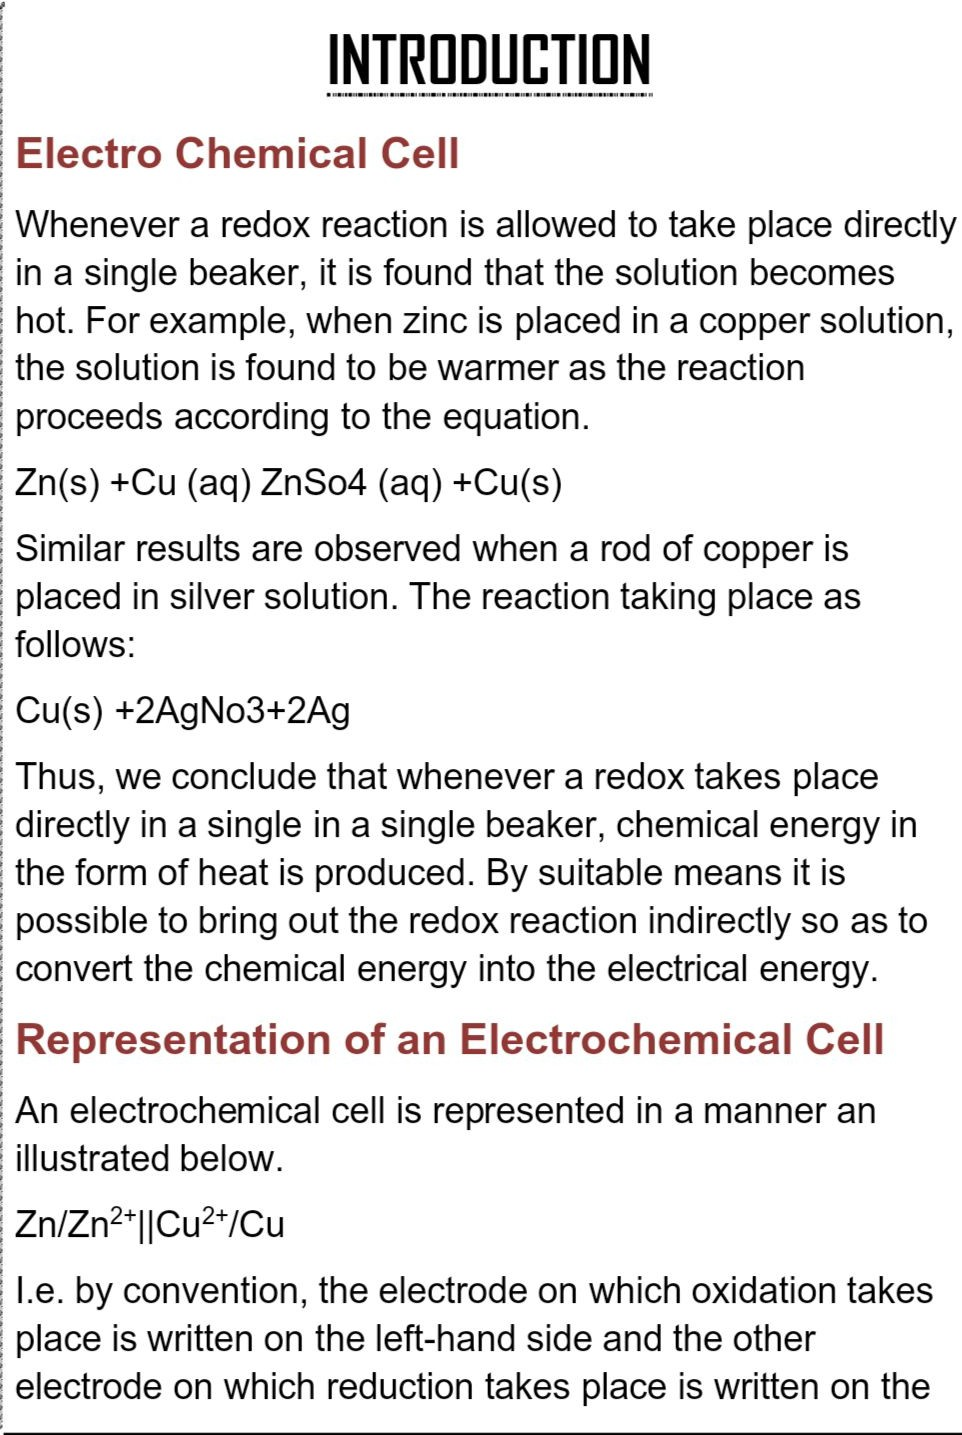 INTRODUCTION
Electro Chemical Cell
Whenever a redox reaction is allowed to take place directly
in a single beaker, it is found that the solution becomes
hot. For example, when zinc is placed in a copper solution,
the solution is found to be warmer as the reaction
proceeds according to the equation.
Zn(s) +Cu (aq) ZnSo4 (aq) +Cu(s)
Similar results are observed when a rod of copper is
placed in silver solution. The reaction taking place as
follows:
Cu(s) +2AgNo3+2Ag
Thus, we conclude that whenever a redox takes place
directly in a single in a single beaker, chemical energy in
the form of heat is produced. By suitable means it is
possible to bring out the redox reaction indirectly so as to
convert the chemical energy into the electrical energy.
Representation of an Electrochemical Cell
An electrochemical cell is represented in a manner an
illustrated below.
Zn/Zn²⁺||Cu²⁺/Cu
I.e. by convention, the electrode on which oxidation takes
place is written on the left-hand side and the other
electrode on which reduction takes place is written on the